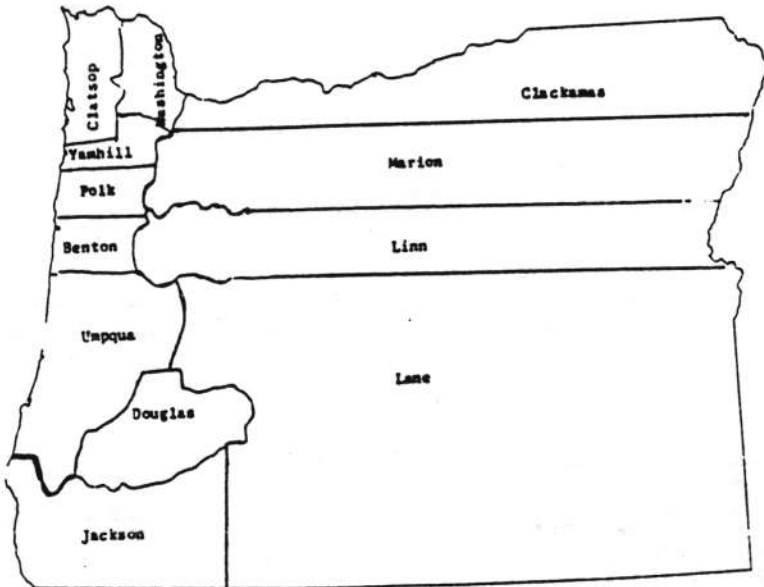 Clatsop
Washington
Clackamas
Yamhill
Marion
Polk
Benton
Linn
Umpqua
Lane
Douglas
Jackson